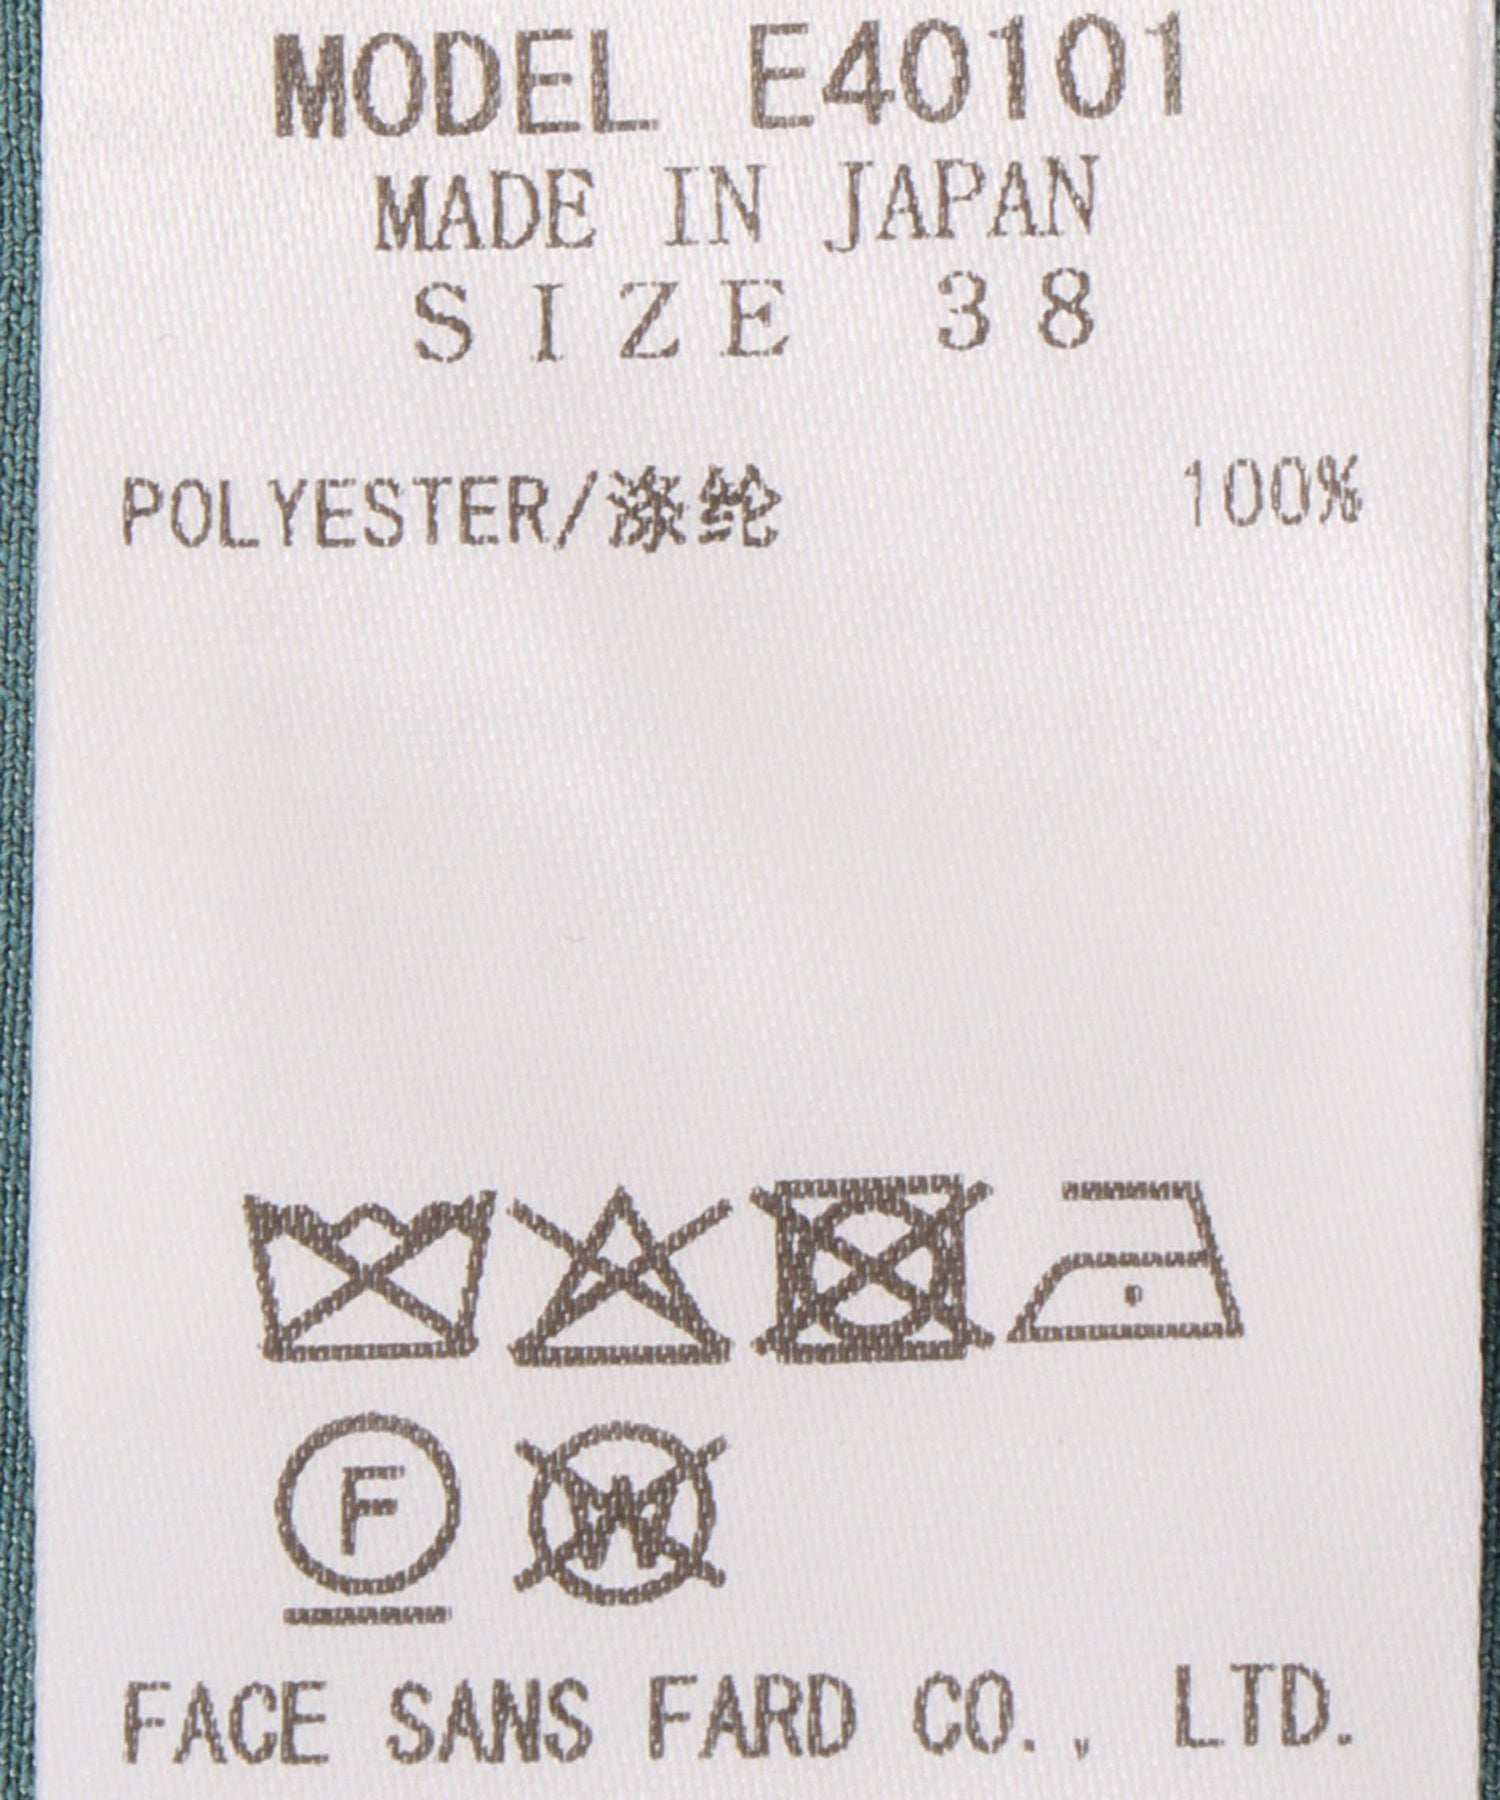 MODEL E40101
MADE IN JAPAN
SIZE 38
POLYESTER/涤纶 100%
F W
FACE SANS FARD CO., LTD.